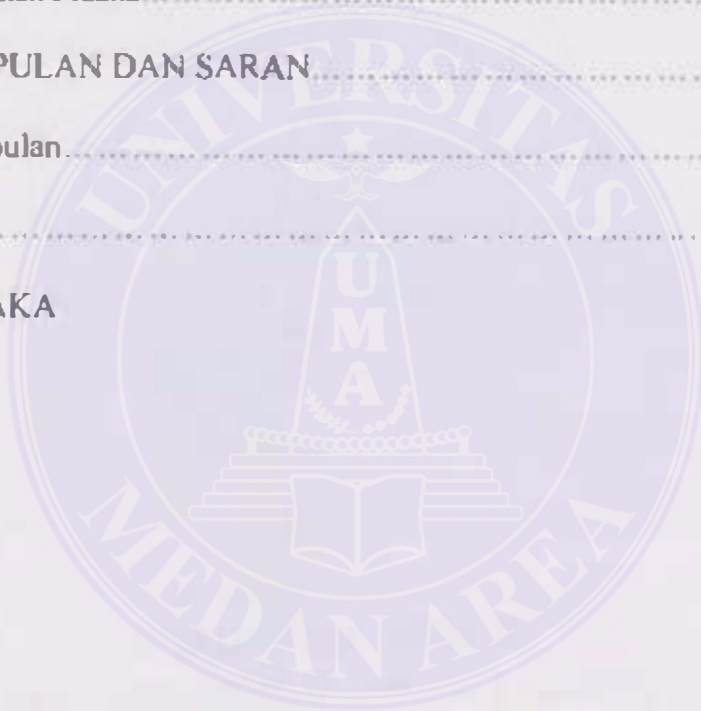 PULAN DAN SARAN
pulan
AKA
UNIVERSITAS
U
M
A
MEDAN AREA